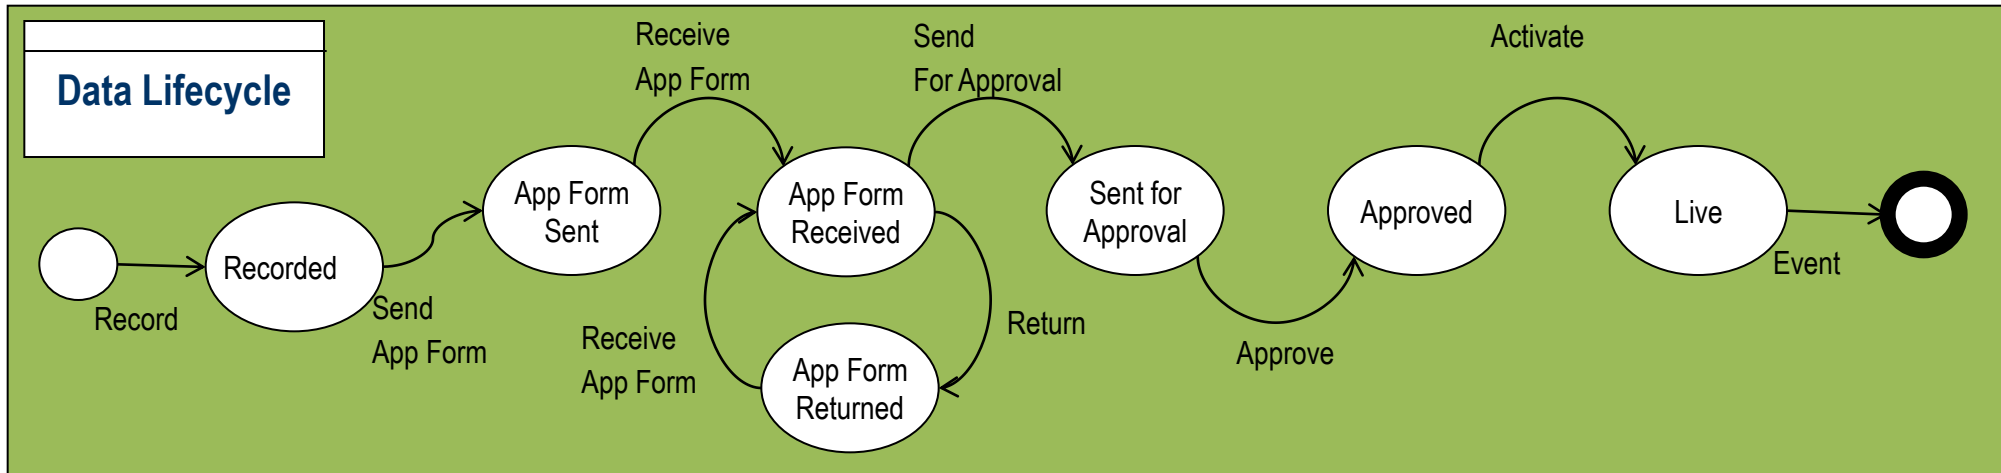 Data Lifecycle
Record
Recorded
Send
App Form
App Form
Sent
Receive
App Form
App Form
Received
Return
App Form
Returned
Receive
App Form
Send
For Approval
Sent for
Approval
Approve
Approved
Activate
Live
Event